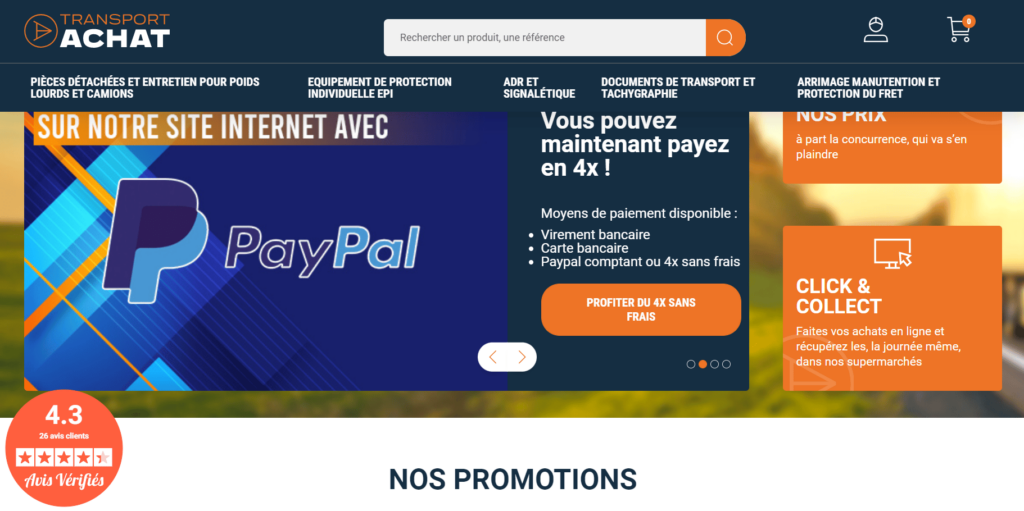 TRANSPORT
ACHAT
Rechercher un produit, une référence
0
PIÈCES DÉTACHÉES ET ENTRETIEN POUR POIDS
LOURDS ET CAMIONS
EQUIPEMENT DE PROTECTION
INDIVIDUELLE EPI
ADR ET
SIGNALÉTIQUE
DOCUMENTS DE TRANSPORT ET
TACHYGRAPHIE
ARRIMAGE MANUTENTION ET
PROTECTION DU FRET
SUR NOTRE SITE INTERNET AVEC
PayPal
Vous pouvez
maintenant payez
en 4x !
Moyens de paiement disponible :
Virement bancaire
Carte bancaire
Paypal comptant ou 4x sans frais
PROFITER DU 4X SANS
FRAIS
NOS PRIX
à part la concurrence, qui va s'en
plaindre
CLICK &
COLLECT
Faites vos achats en ligne et
récupérez les, la journée même,
dans nos supermarchés
4.3
26 avis clients
Avis Vérifiés
NOS PROMOTIONS